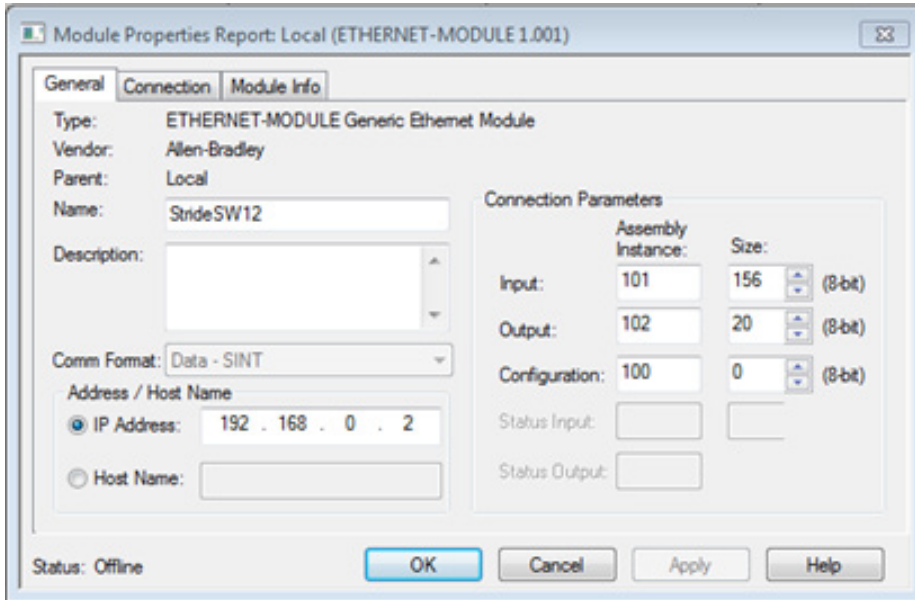 Module Properties Report: Local (ETHERNET-MODULE 1.001)
General Connection Module Info
Type: ETHERNET-MODULE Generic Ethernet Module
Vendor: Allen-Bradley
Parent: Local
Name: StrideSW12
Description:
Comm Format: Data - SINT
Address / Host Name
IP Address: 192 . 168 . 0 . 2
Host Name:
Connection Parameters
Assembly
Instance: Size:
Input: 101 156 (8-bit)
Output: 102 20 (8-bit)
Configuration: 100 0 (8-bit)
Status Input:
Status Output:
Status: Offline
OK Cancel Apply Help